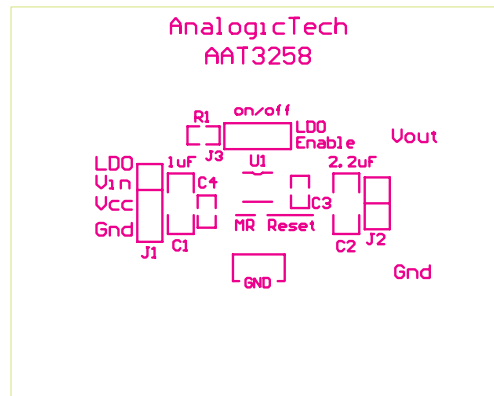 AnalogicTech
AAT3258
on/off
R1
LDO
Enable
J3
U1
Vout
LDO
1uF
2.2uF
Vin
C4
Vcc
C3
Gnd
MR
Reset
J1
C1
C2
J2
Gnd
GND